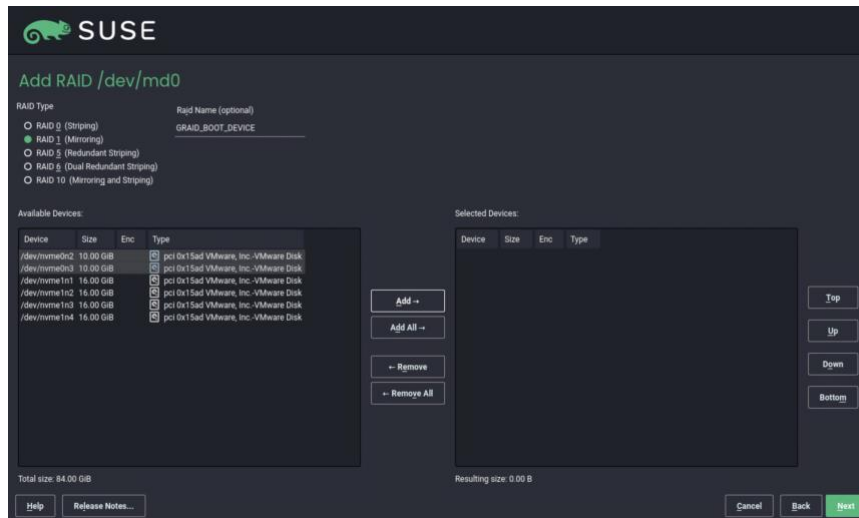 SUSE
Add RAID /dev/md0
RAID Type
RAID 0 (Striping)
RAID 1 (Mirroring)
RAID 5 (Redundant Striping)
RAID 6 (Dual Redundant Striping)
RAID 10 (Mirroring and Striping)
Raid Name (optional)
GRAID_BOOT_DEVICE
Available Devices:
Device Size Enc Type
/dev/nvme0n2 10.00 GiB pci 0x15ad VMware, Inc.-VMware Disk
/dev/nvme0n3 10.00 GiB pci 0x15ad VMware, Inc.-VMware Disk
/dev/nvme1n1 16.00 GiB pci 0x15ad VMware, Inc.-VMware Disk
/dev/nvme1n2 16.00 GiB pci 0x15ad VMware, Inc.-VMware Disk
/dev/nvme1n3 16.00 GiB pci 0x15ad VMware, Inc.-VMware Disk
/dev/nvme1n4 16.00 GiB pci 0x15ad VMware, Inc.-VMware Disk
Total size: 84.00 GiB
Add →
Add All →
← Remove
← Remove All
Selected Devices:
Device Size Enc Type
Resulting size: 0.00 B
Top
Up
Down
Bottom
Help Release Notes... Cancel Back Next